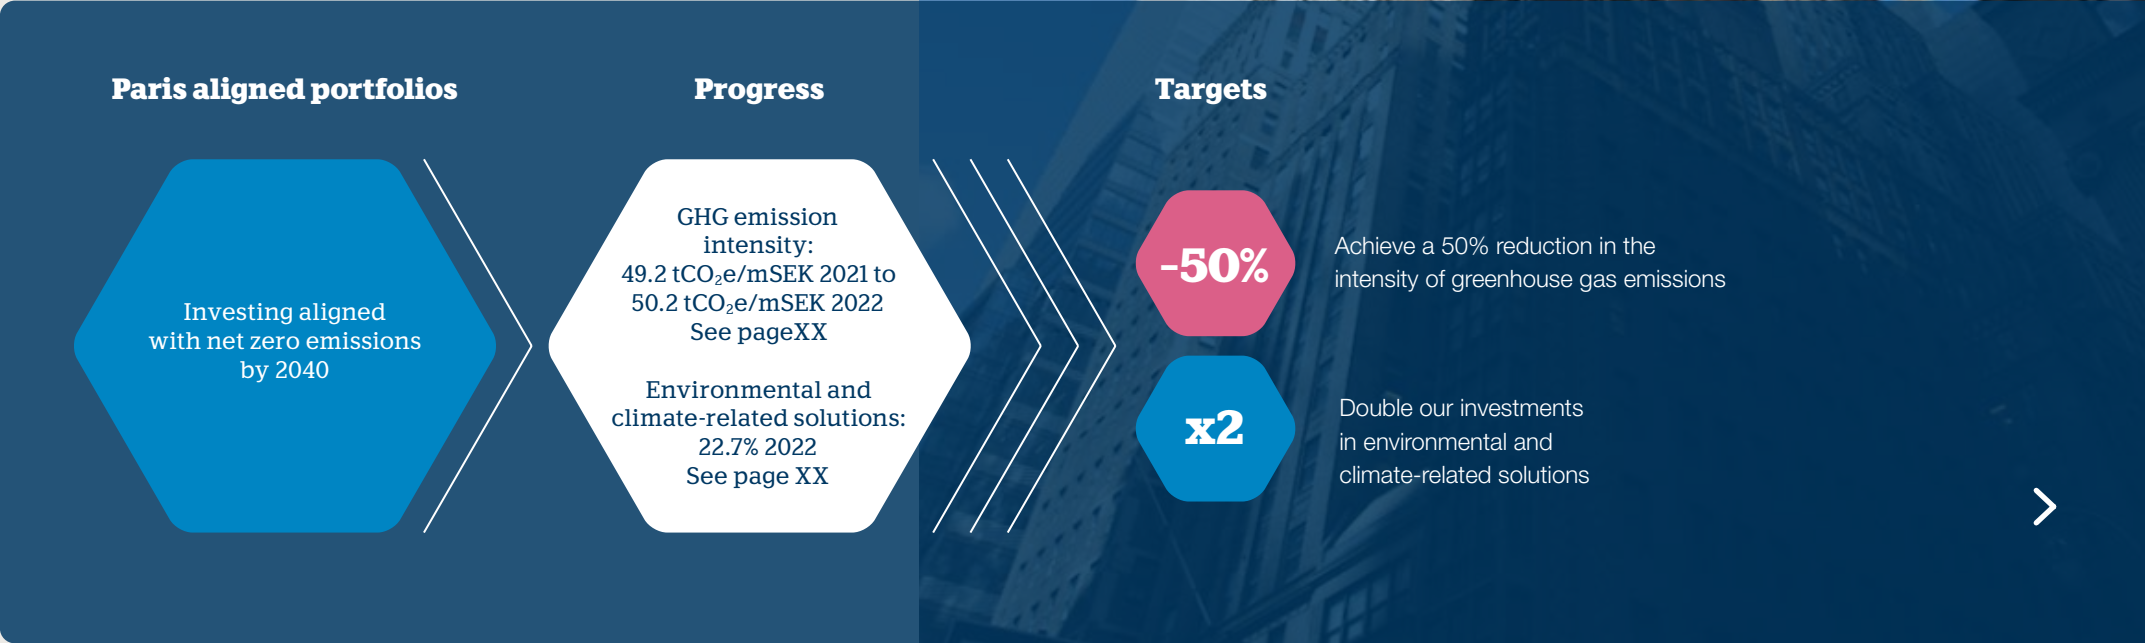 Paris aligned portfolios
Investing aligned
with net zero emissions
by 2040
Progress
GHG emission
intensity:
49.2 tCO₂e/mSEK 2021 to
50.2 tCO₂e/mSEK 2022
See pageXX
Environmental and
climate-related solutions:
22.7% 2022
See page XX
Targets
-50%
Achieve a 50% reduction in the
intensity of greenhouse gas emissions
x2
Double our investments
in environmental and
climate-related solutions